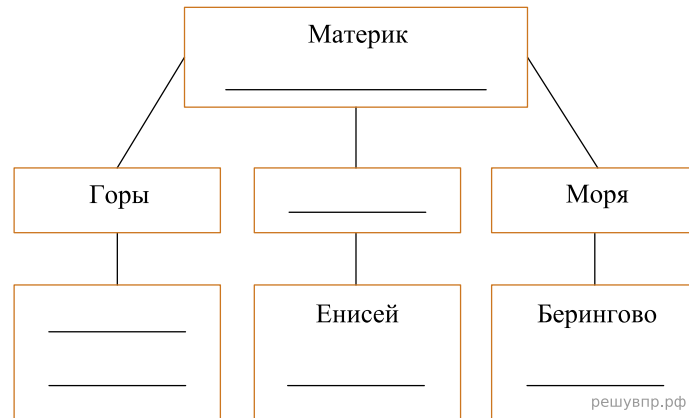 Материк
Горы
Моря
Енисей
Берингово
решувпр.рф